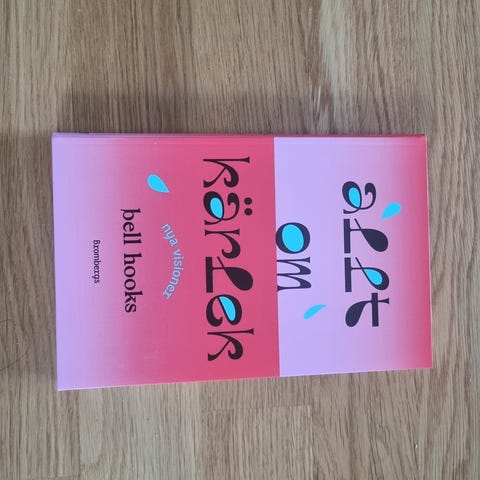 allt
om
kärlek
nya visioner
bell hooks
Brombergs